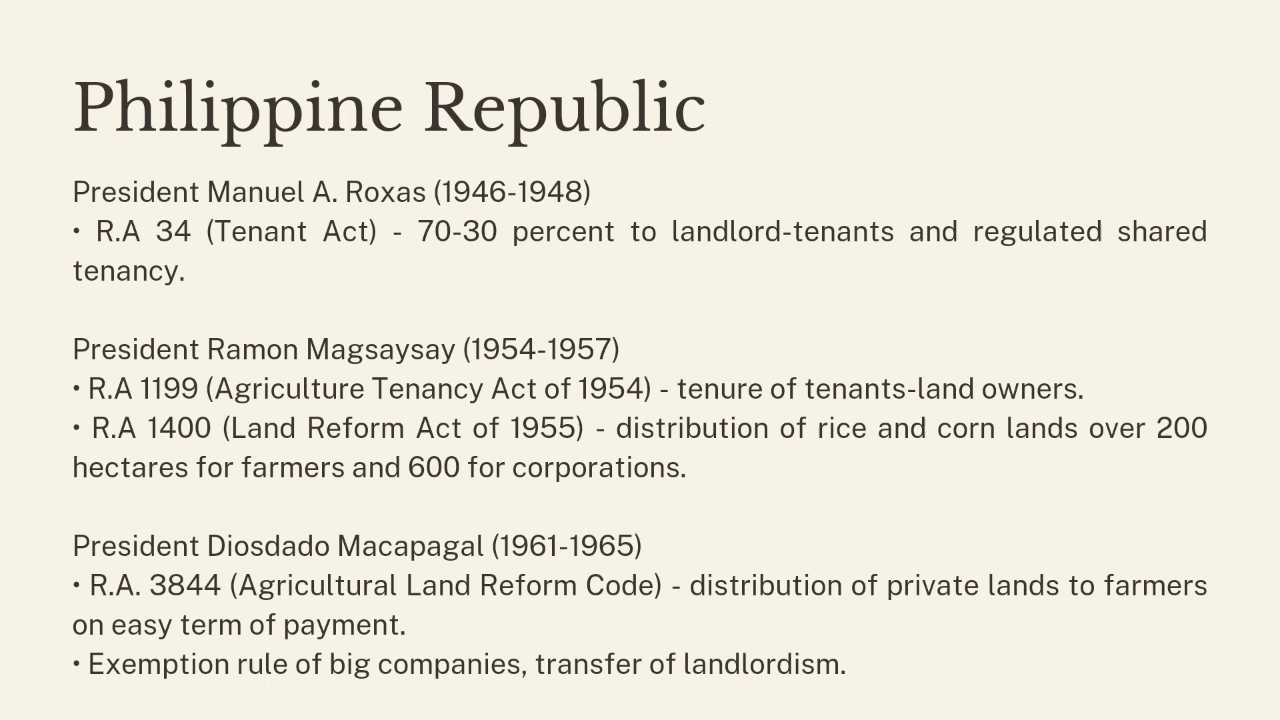 Philippine Republic
President Manuel A. Roxas (1946-1948)
• R.A 34 (Tenant Act) - 70-30 percent to landlord-tenants and regulated shared
tenancy.
President Ramon Magsaysay (1954-1957)
• R.A 1199 (Agriculture Tenancy Act of 1954) - tenure of tenants-land owners.
• R.A 1400 (Land Reform Act of 1955) - distribution of rice and corn lands over 200
hectares for farmers and 600 for corporations.
President Diosdado Macapagal (1961-1965)
• R.A. 3844 (Agricultural Land Reform Code) - distribution of private lands to farmers
on easy term of payment.
• Exemption rule of big companies, transfer of landlordism.